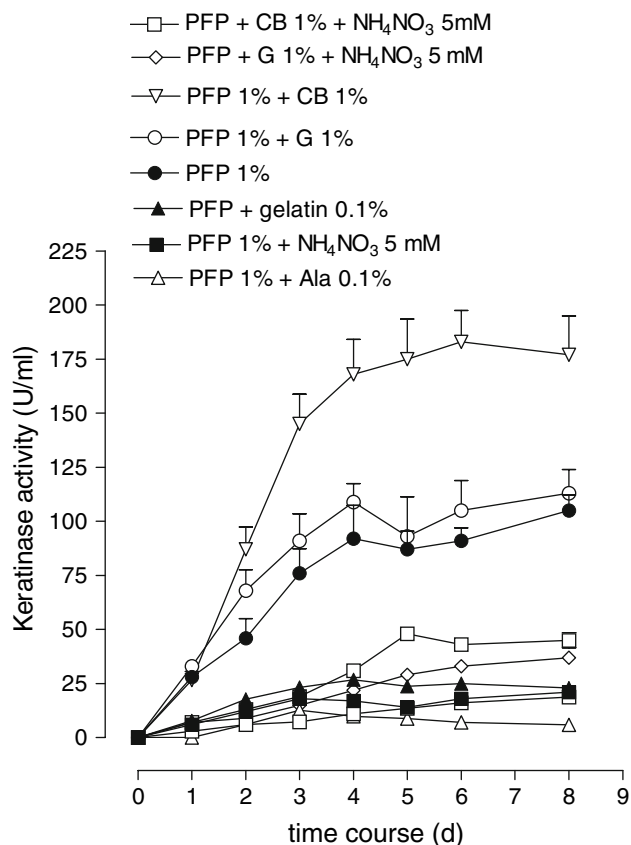 PFP + CB 1% + NH₄NO₃ 5mM
PFP + G 1% + NH₄NO₃ 5 mM
PFP 1% + CB 1%
PFP 1% + G 1%
PFP 1%
PFP + gelatin 0.1%
PFP 1% + NH₄NO₃ 5 mM
PFP 1% + Ala 0.1%
225
200
175
150
125
100
75
50
25
0
Keratinase activity (U/ml)
0 1 2 3 4 5 6 7 8 9
time course (d)